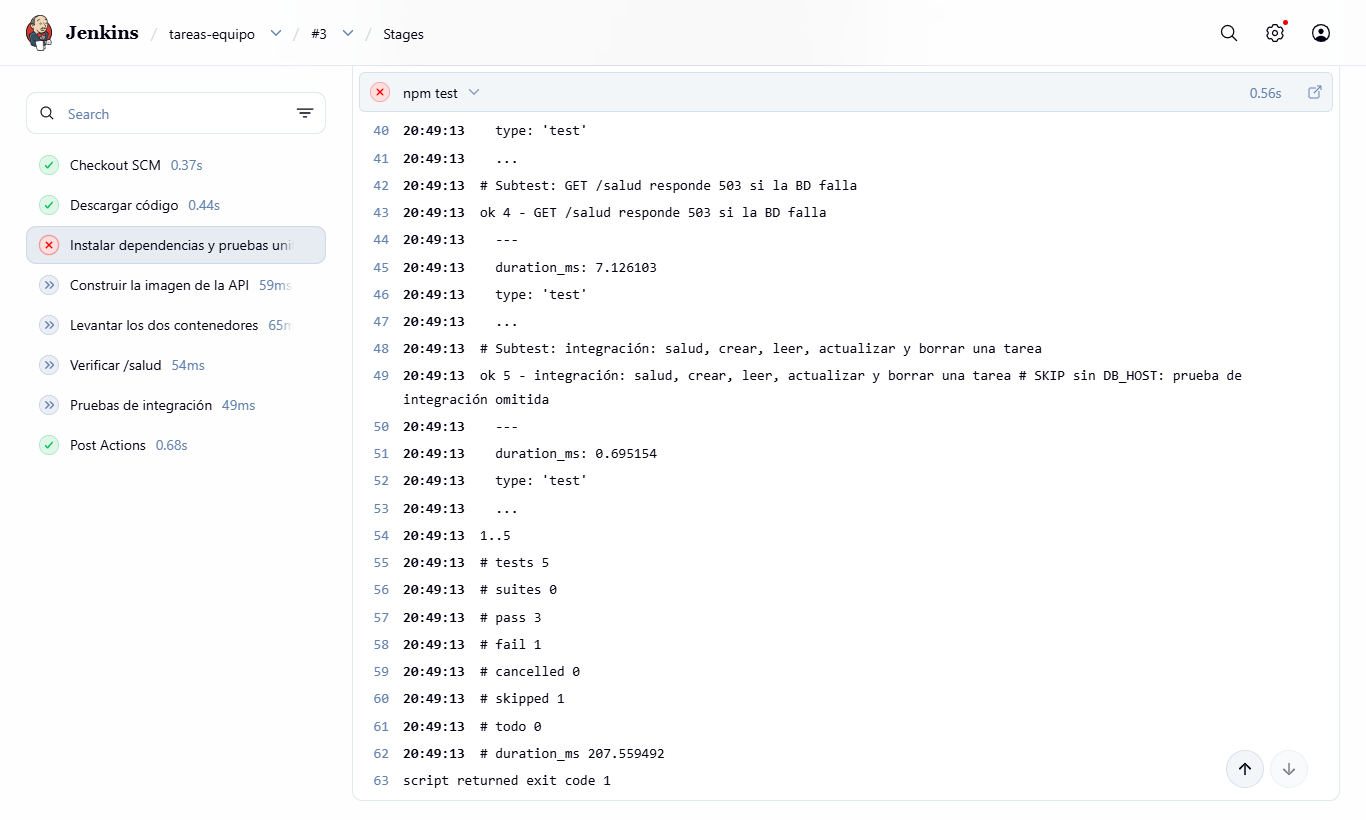 Jenkins / tareas-equipo / #3 / Stages
Search
Checkout SCM 0.37s
Descargar código 0.44s
Instalar dependencias y pruebas
Construir la imagen de la API 59ms
Levantar los dos contenedores
Verificar /salud 54ms
Pruebas de integración 49ms
Post Actions 0.68s
npm test 0.56s
40 20:49:13 type: 'test'
41 20:49:13 ...
42 20:49:13 # Subtest: GET /salud responde 503 si la BD falla
43 20:49:13 ok 4 - GET /salud responde 503 si la BD falla
44 20:49:13 ---
45 20:49:13 duration_ms: 7.126103
46 20:49:13 type: 'test'
47 20:49:13 ...
48 20:49:13 # Subtest: integración: salud, crear, leer, actualizar y borrar una tarea
49 20:49:13 ok 5 - integración: salud, crear, leer, actualizar y borrar una tarea # SKIP sin DB_HOST: prueba de
integración omitida
50 20:49:13 ---
51 20:49:13 duration_ms: 0.695154
52 20:49:13 type: 'test'
53 20:49:13 ...
54 20:49:13 1..5
55 20:49:13 # tests 5
56 20:49:13 # suites 0
57 20:49:13 # pass 3
58 20:49:13 # fail 1
59 20:49:13 # cancelled 0
60 20:49:13 # skipped 1
61 20:49:13 # todo 0
62 20:49:13 # duration_ms 207.559492
63 script returned exit code 1